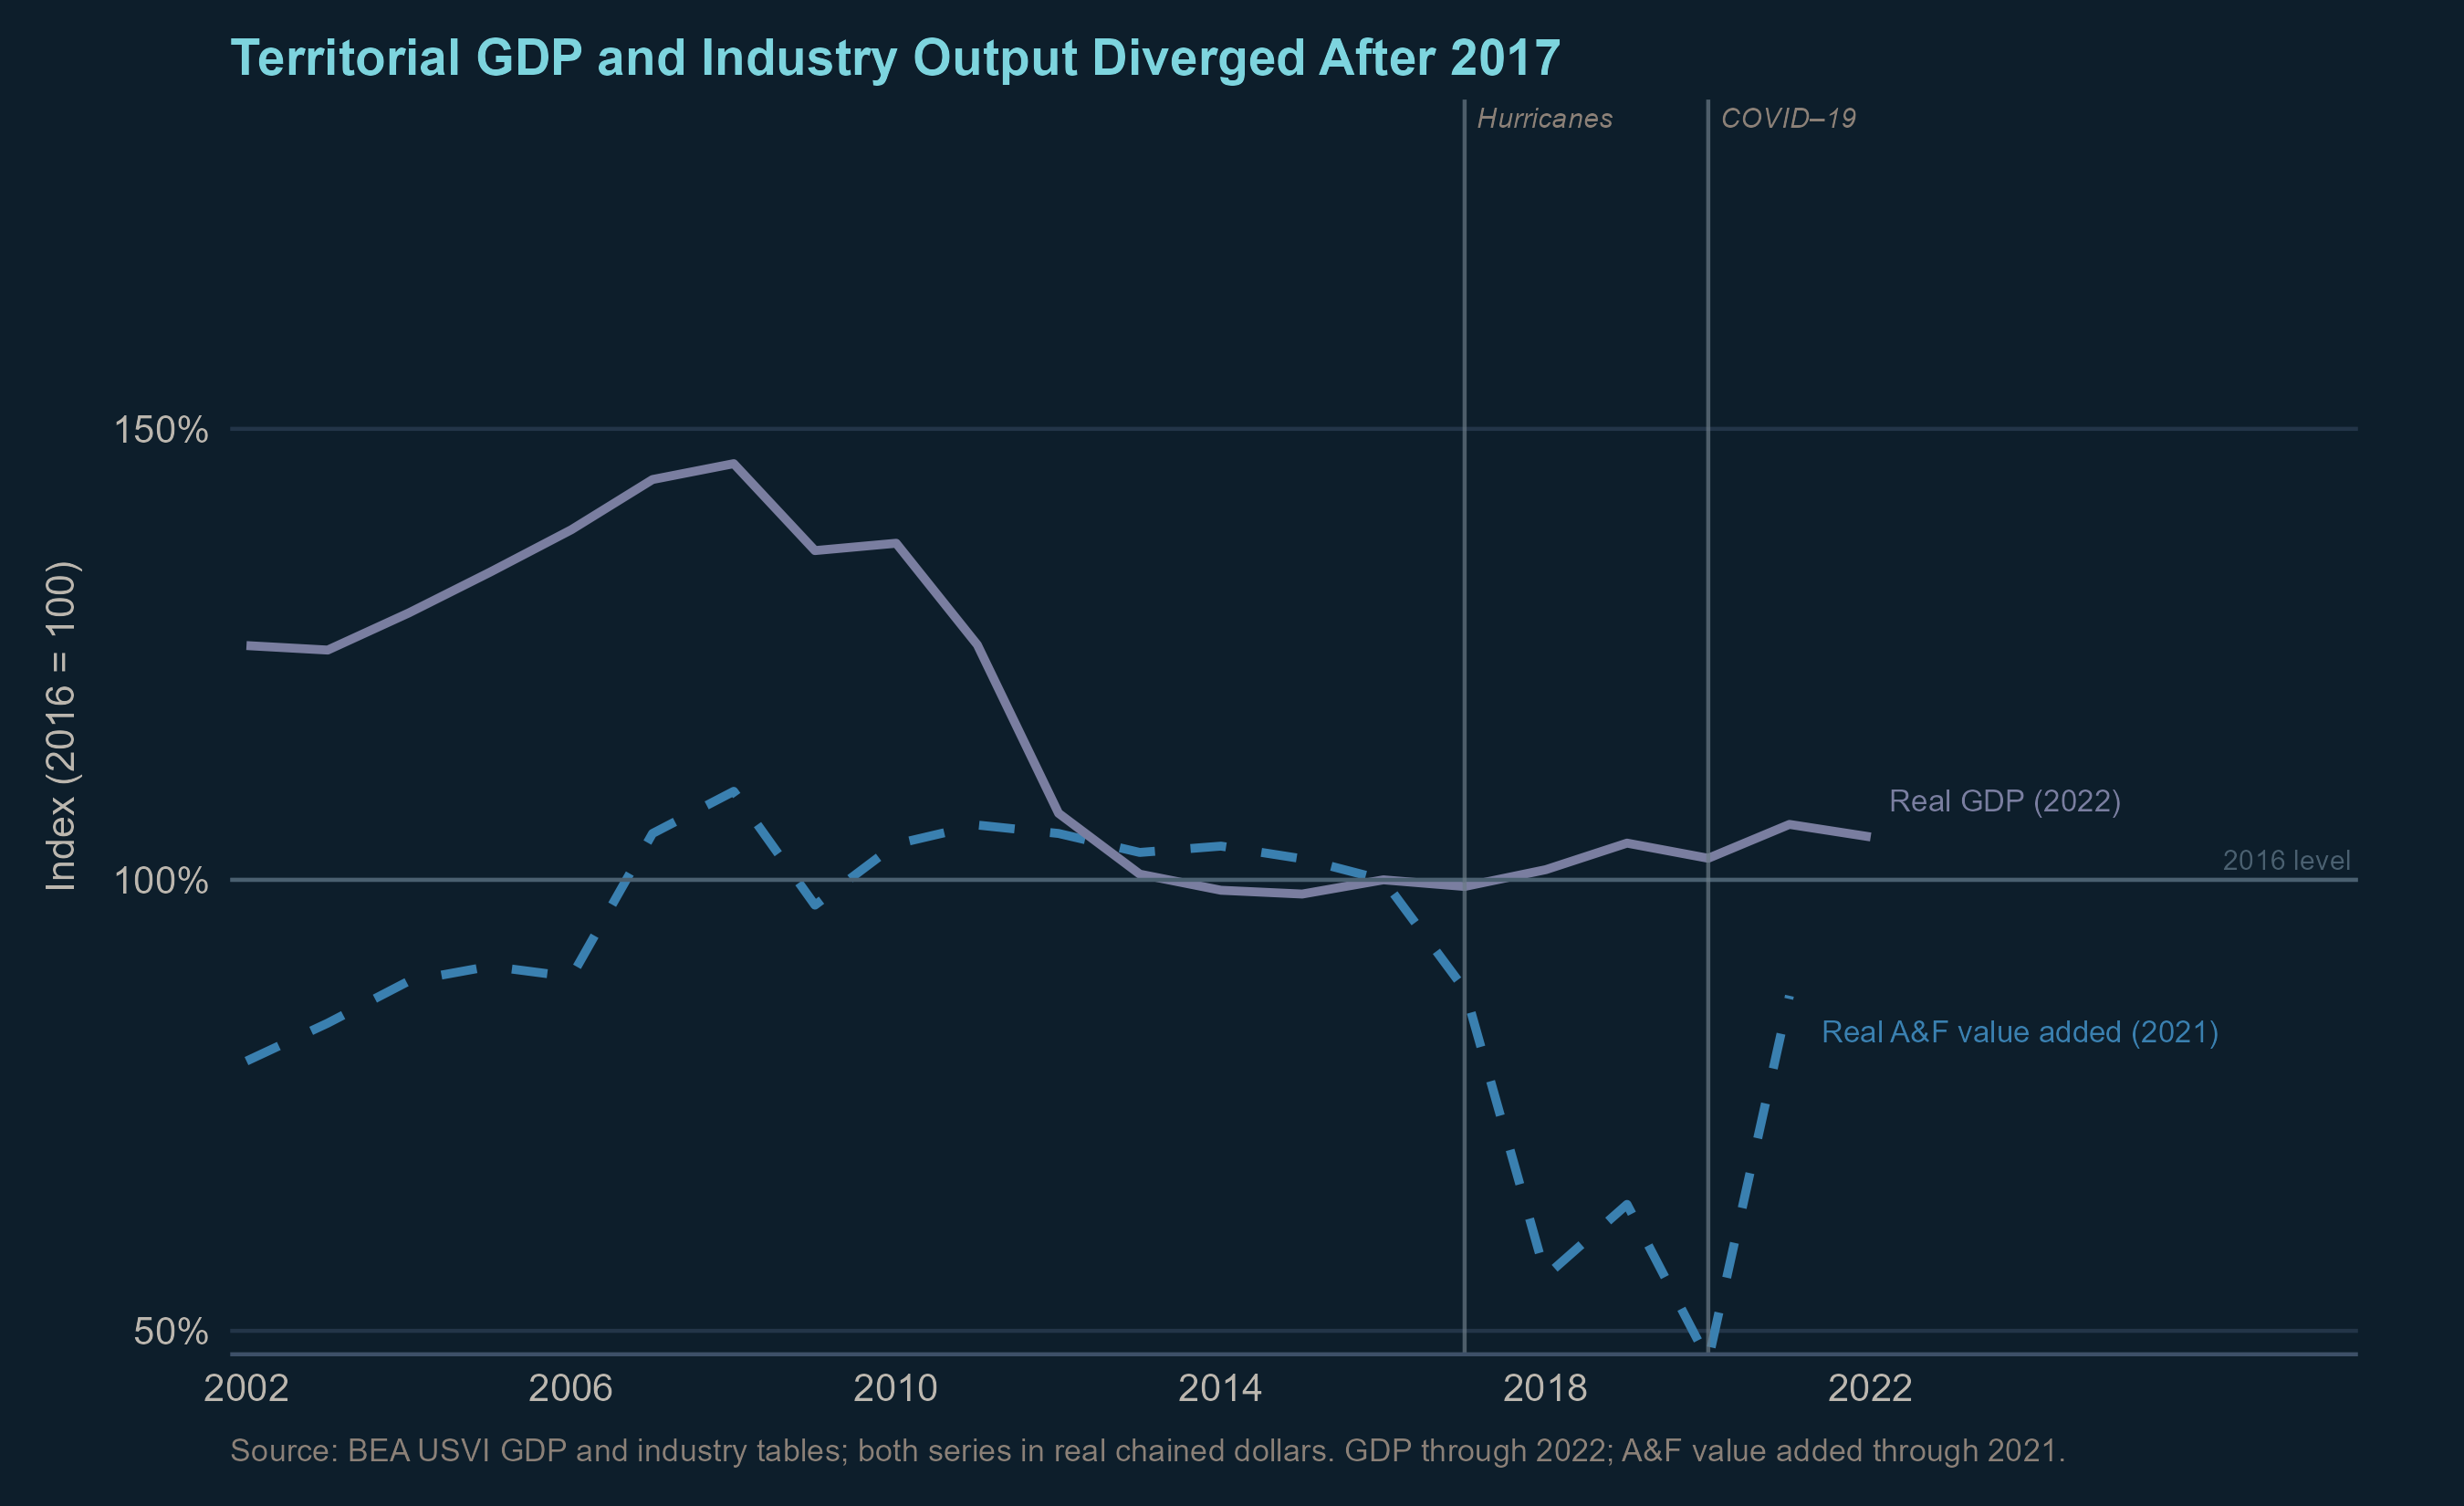 Territorial GDP and Industry Output Diverged After 2017
Hurricanes
COVID–19
150%
Index (2016 = 100)
Real GDP (2022)
2016 level
100%
Real A&F value added (2021)
50%
2002
2006
2010
2014
2018
2022
Source: BEA USVI GDP and industry tables; both series in real chained dollars. GDP through 2022; A&F value added through 2021.